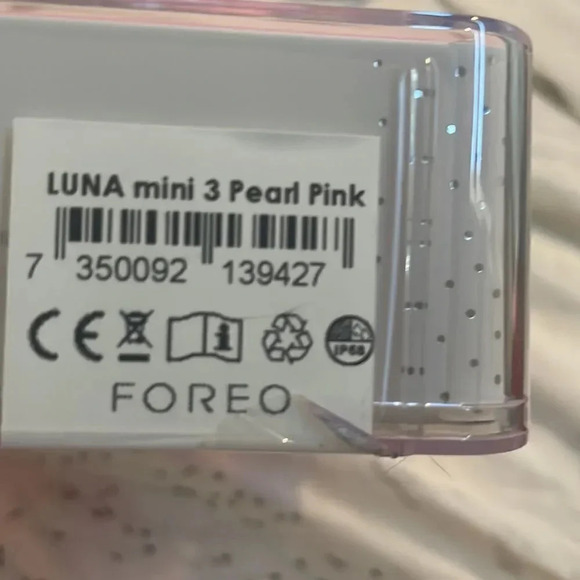 LUNA mini 3 Pearl Pink
7 350092 139427
CE IP68
FOREO